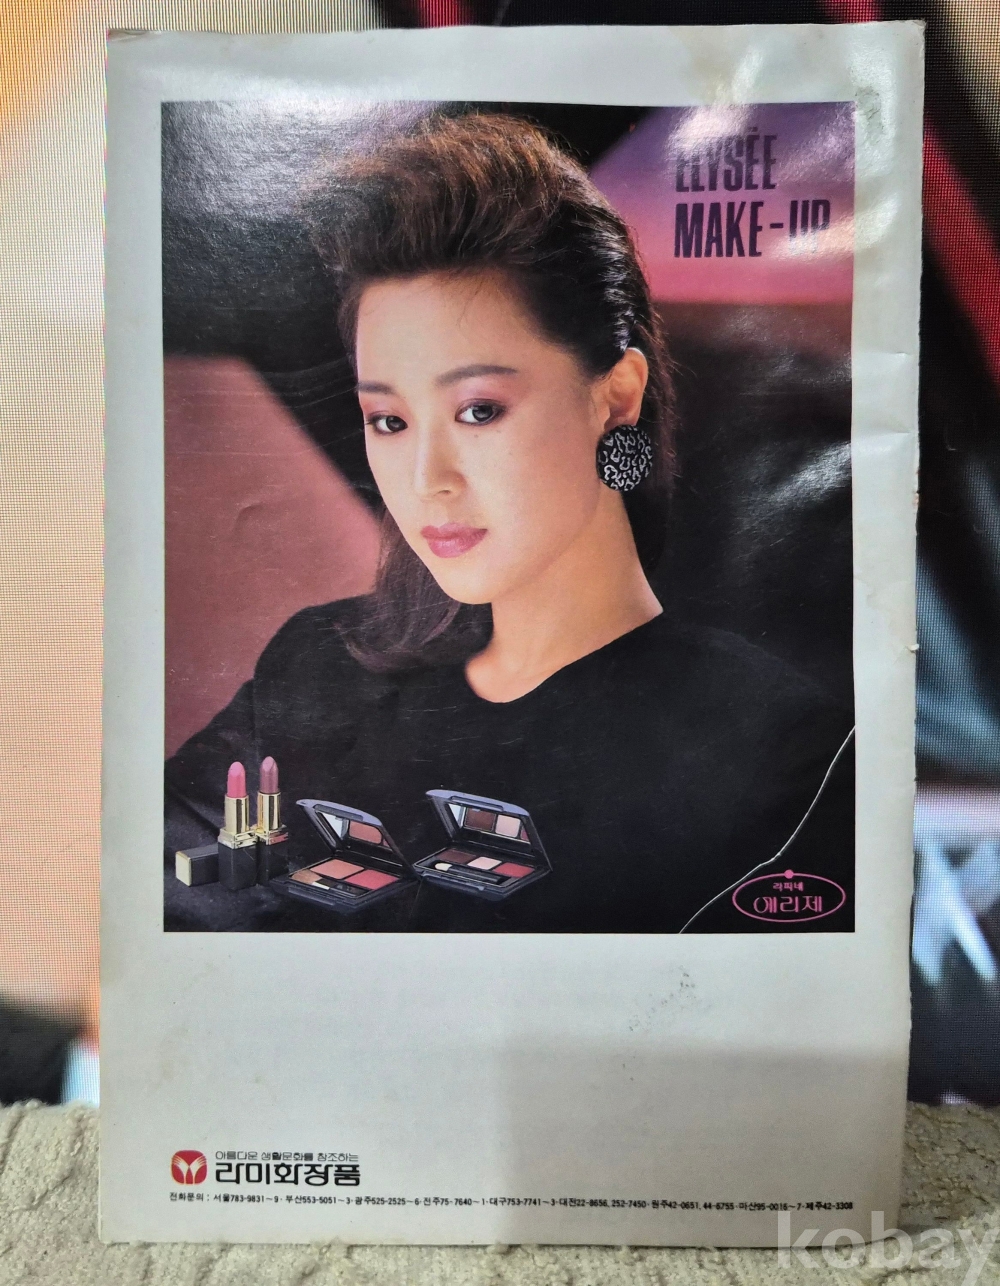 ELYSÉE
MAKE-UP
라피네
에리제
아름다운 생활문화를 창조하는
라미화장품
전화문의 : 서울783-9831~9·부산553-5051~3·광주525-2525~6·전주75-7640~1·대구753-7741~3·대전22-8656, 252-7450·원주42-0651, 44-6755·마산95-0016~7·제주42-3308
kobay